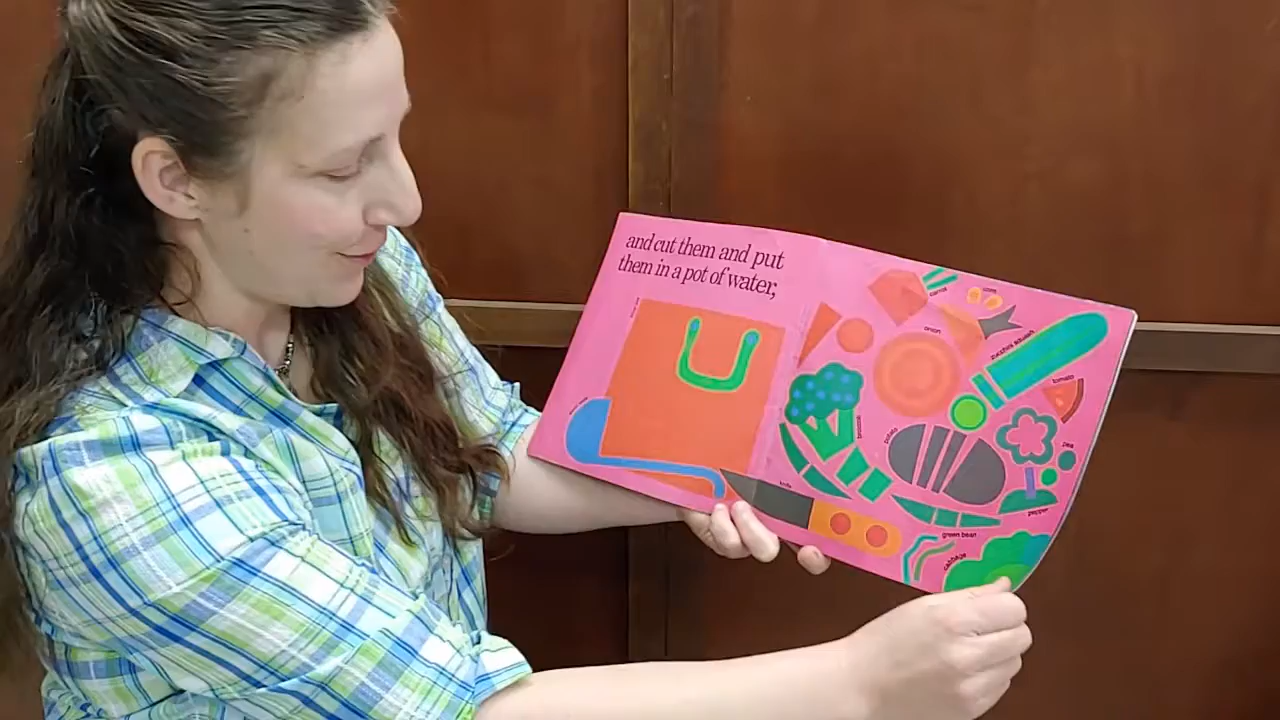 and cut them and put
them in a pot of water,
carrot
corn
onion
zucchini squash
tomato
broccoli
potato
pea
knife
pepper
green bean
cabbage